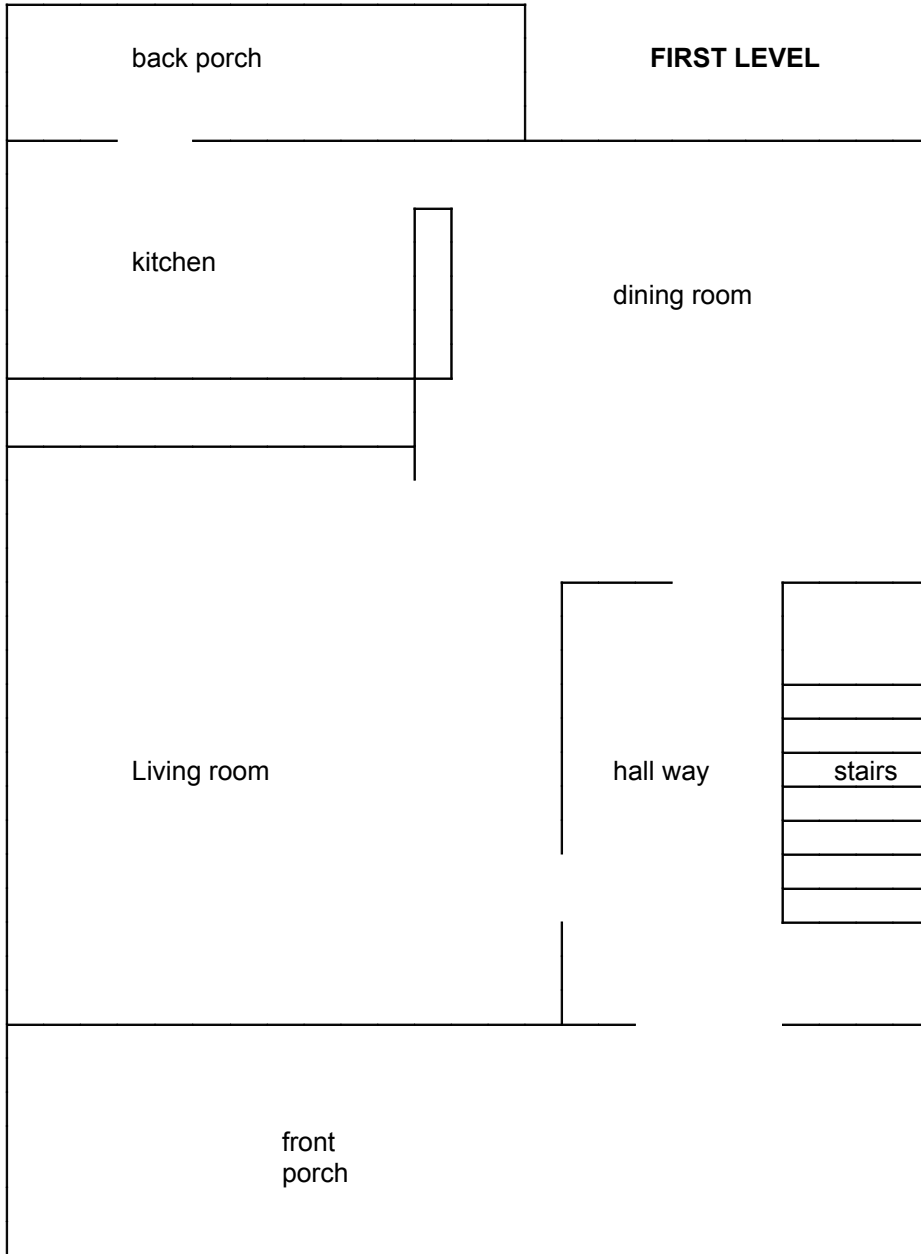 back porch
FIRST LEVEL
kitchen
dining room
Living room
hall way
stairs
front
porch